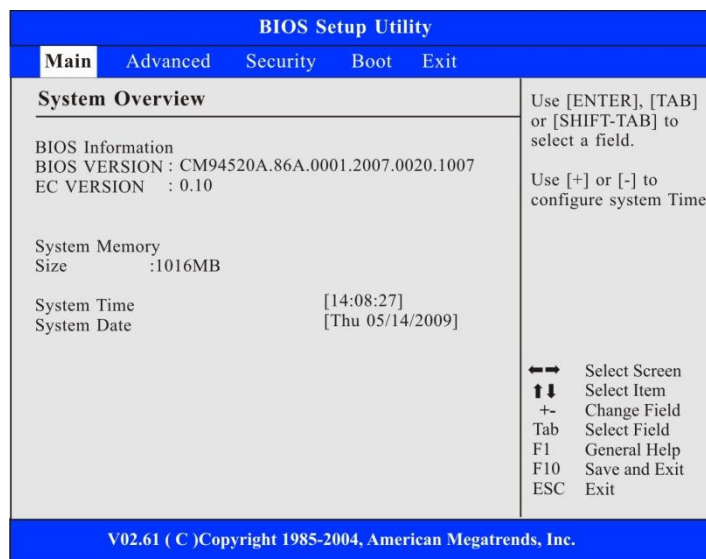 BIOS Setup Utility
Main Advanced Security Boot Exit
System Overview
BIOS Information
BIOS VERSION : CM94520A.86A.0001.2007.0020.1007
EC VERSION : 0.10
System Memory
Size :1016MB
System Time [14:08:27]
System Date [Thu 05/14/2009]
Use [ENTER], [TAB]
or [SHIFT-TAB] to
select a field.
Use [+] or [-] to
configure system Time
←→ Select Screen
↑↓ Select Item
+- Change Field
Tab Select Field
F1 General Help
F10 Save and Exit
ESC Exit
V02.61 ( C )Copyright 1985-2004, American Megatrends, Inc.